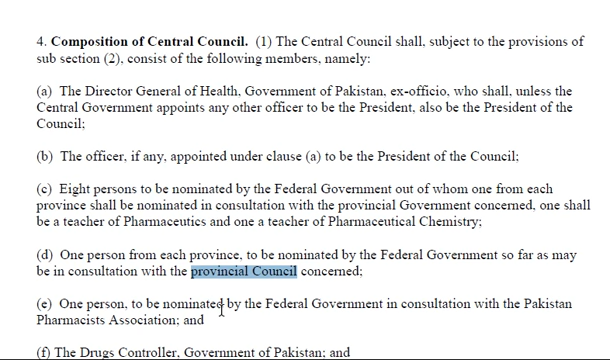 4. Composition of Central Council. (1) The Central Council shall, subject to the provisions of
sub section (2), consist of the following members, namely:
(a) The Director General of Health, Government of Pakistan, ex-officio, who shall, unless the
Central Government appoints any other officer to be the President, also be the President of the
Council;
(b) The officer, if any, appointed under clause (a) to be the President of the Council;
(c) Eight persons to be nominated by the Federal Government out of whom one from each
province shall be nominated in consultation with the provincial Government concerned, one shall
be a teacher of Pharmaceutics and one a teacher of Pharmaceutical Chemistry;
(d) One person from each province, to be nominated by the Federal Government so far as may
be in consultation with the provincial Council concerned;
(e) One person, to be nominated by the Federal Government in consultation with the Pakistan
Pharmacists Association; and
(f) The Drugs Controller, Government of Pakistan; and